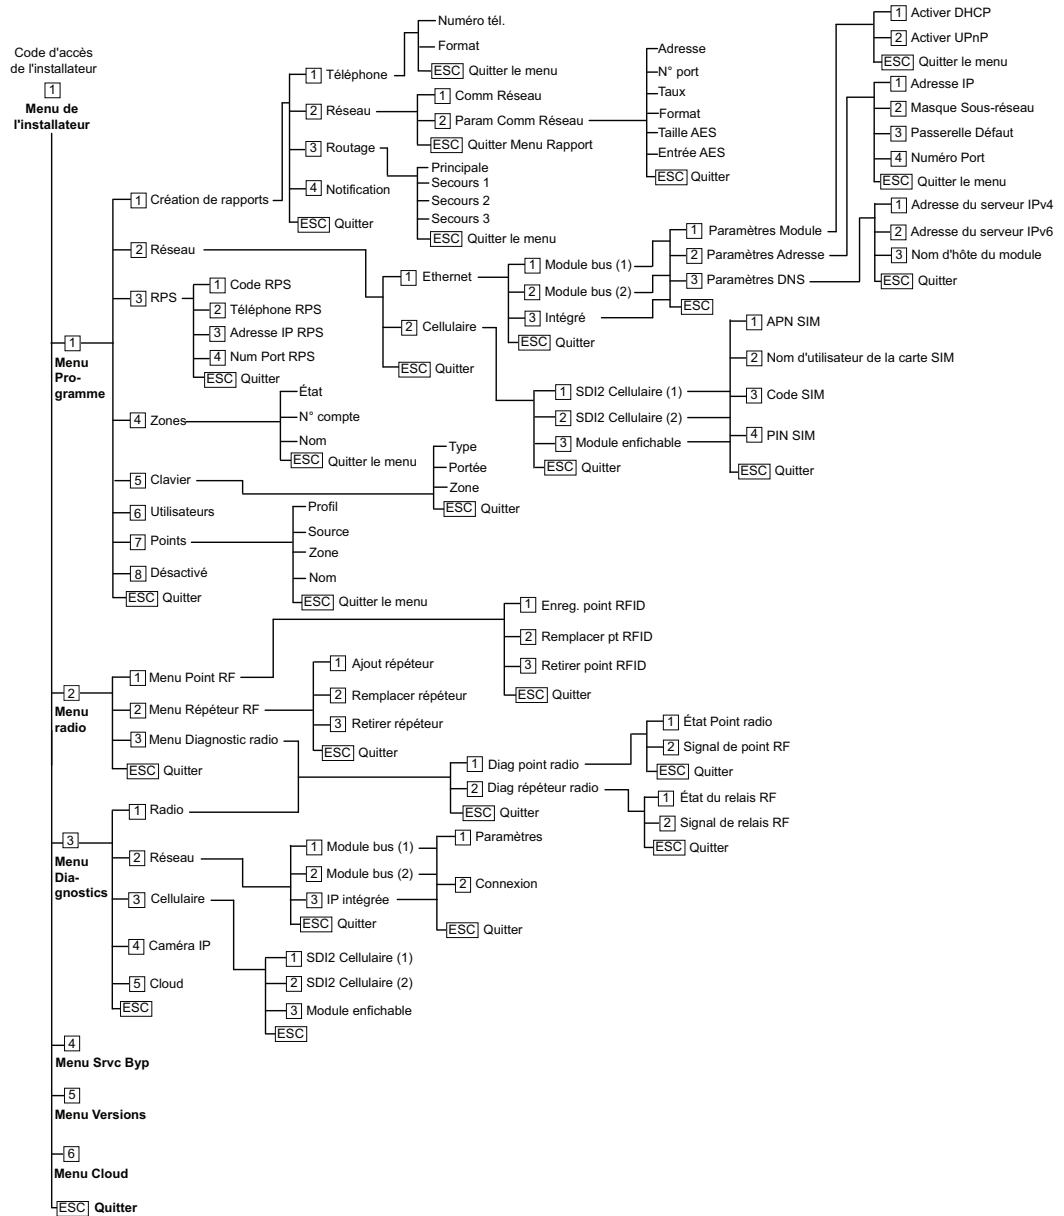 Code d'accès
de l'installateur
1
Menu de
l'installateur
1
Menu
Pro-
gramme
1 Création de rapports
1 Téléphone
Numéro tél.
Format
ESC Quitter le menu
2 Réseau
1 Comm Réseau
2 Param Comm Réseau
Adresse
N° port
Taux
Format
Taille AES
Entrée AES
ESC Quitter
ESC Quitter Menu Rapport
3 Routage
Principale
Secours 1
Secours 2
Secours 3
ESC Quitter le menu
4 Notification
ESC Quitter
2 Réseau
1 Ethernet
1 Module bus (1)
2 Module bus (2)
3 Intégré
ESC Quitter
1 Paramètres Module
1 Activer DHCP
2 Activer UPnP
ESC Quitter le menu
2 Paramètres Adresse
1 Adresse IP
2 Masque Sous-réseau
3 Passerelle Défaut
4 Numéro Port
ESC Quitter le menu
3 Paramètres DNS
1 Adresse du serveur IPv4
2 Adresse du serveur IPv6
3 Nom d'hôte du module
ESC Quitter
ESC
2 Cellulaire
1 SDI2 Cellulaire (1)
2 SDI2 Cellulaire (2)
3 Module enfichable
ESC Quitter
1 APN SIM
2 Nom d'utilisateur de la carte SIM
3 Code SIM
4 PIN SIM
ESC Quitter
ESC Quitter
3 RPS
1 Code RPS
2 Téléphone RPS
3 Adresse IP RPS
4 Num Port RPS
ESC Quitter
4 Zones
État
N° compte
Nom
ESC Quitter le menu
5 Clavier
Type
Portée
Zone
ESC Quitter
6 Utilisateurs
7 Points
Profil
Source
Zone
Nom
ESC Quitter le menu
8 Désactivé
ESC Quitter
2
Menu
radio
1 Menu Point RF
1 Enreg. point RFID
2 Remplacer pt RFID
3 Retirer point RFID
ESC Quitter
2 Menu Répéteur RF
1 Ajout répéteur
2 Remplacer répéteur
3 Retirer répéteur
ESC Quitter
3 Menu Diagnostic radio
ESC Quitter
1 Diag point radio
1 État Point radio
2 Signal de point RF
ESC Quitter
2 Diag répéteur radio
1 État du relais RF
2 Signal de relais RF
ESC Quitter
ESC Quitter
3
Menu
Dia-
gnostics
1 Radio
2 Réseau
1 Module bus (1)
2 Module bus (2)
3 IP intégrée
ESC Quitter
1 Paramètres
2 Connexion
ESC Quitter
3 Cellulaire
1 SDI2 Cellulaire (1)
2 SDI2 Cellulaire (2)
3 Module enfichable
ESC
4 Caméra IP
5 Cloud
ESC
4
Menu Srvc Byp
5
Menu Versions
6
Menu Cloud
ESC Quitter